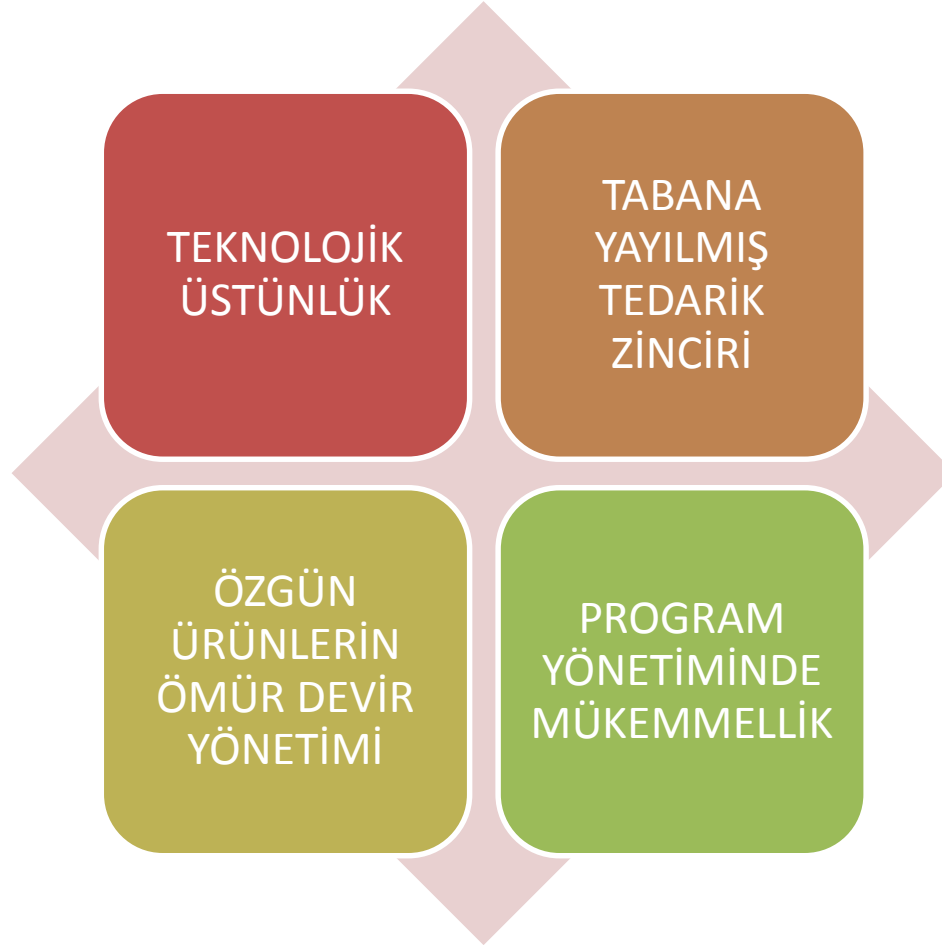 TEKNOLOJİK
ÜSTÜNLÜK
TABANA
YAYILMIŞ
TEDARİK
ZİNCİRİ
ÖZGÜN
ÜRÜNLERİN
ÖMÜR DEVİR
YÖNETİMİ
PROGRAM
YÖNETİMİNDE
MÜKEMMELLİK